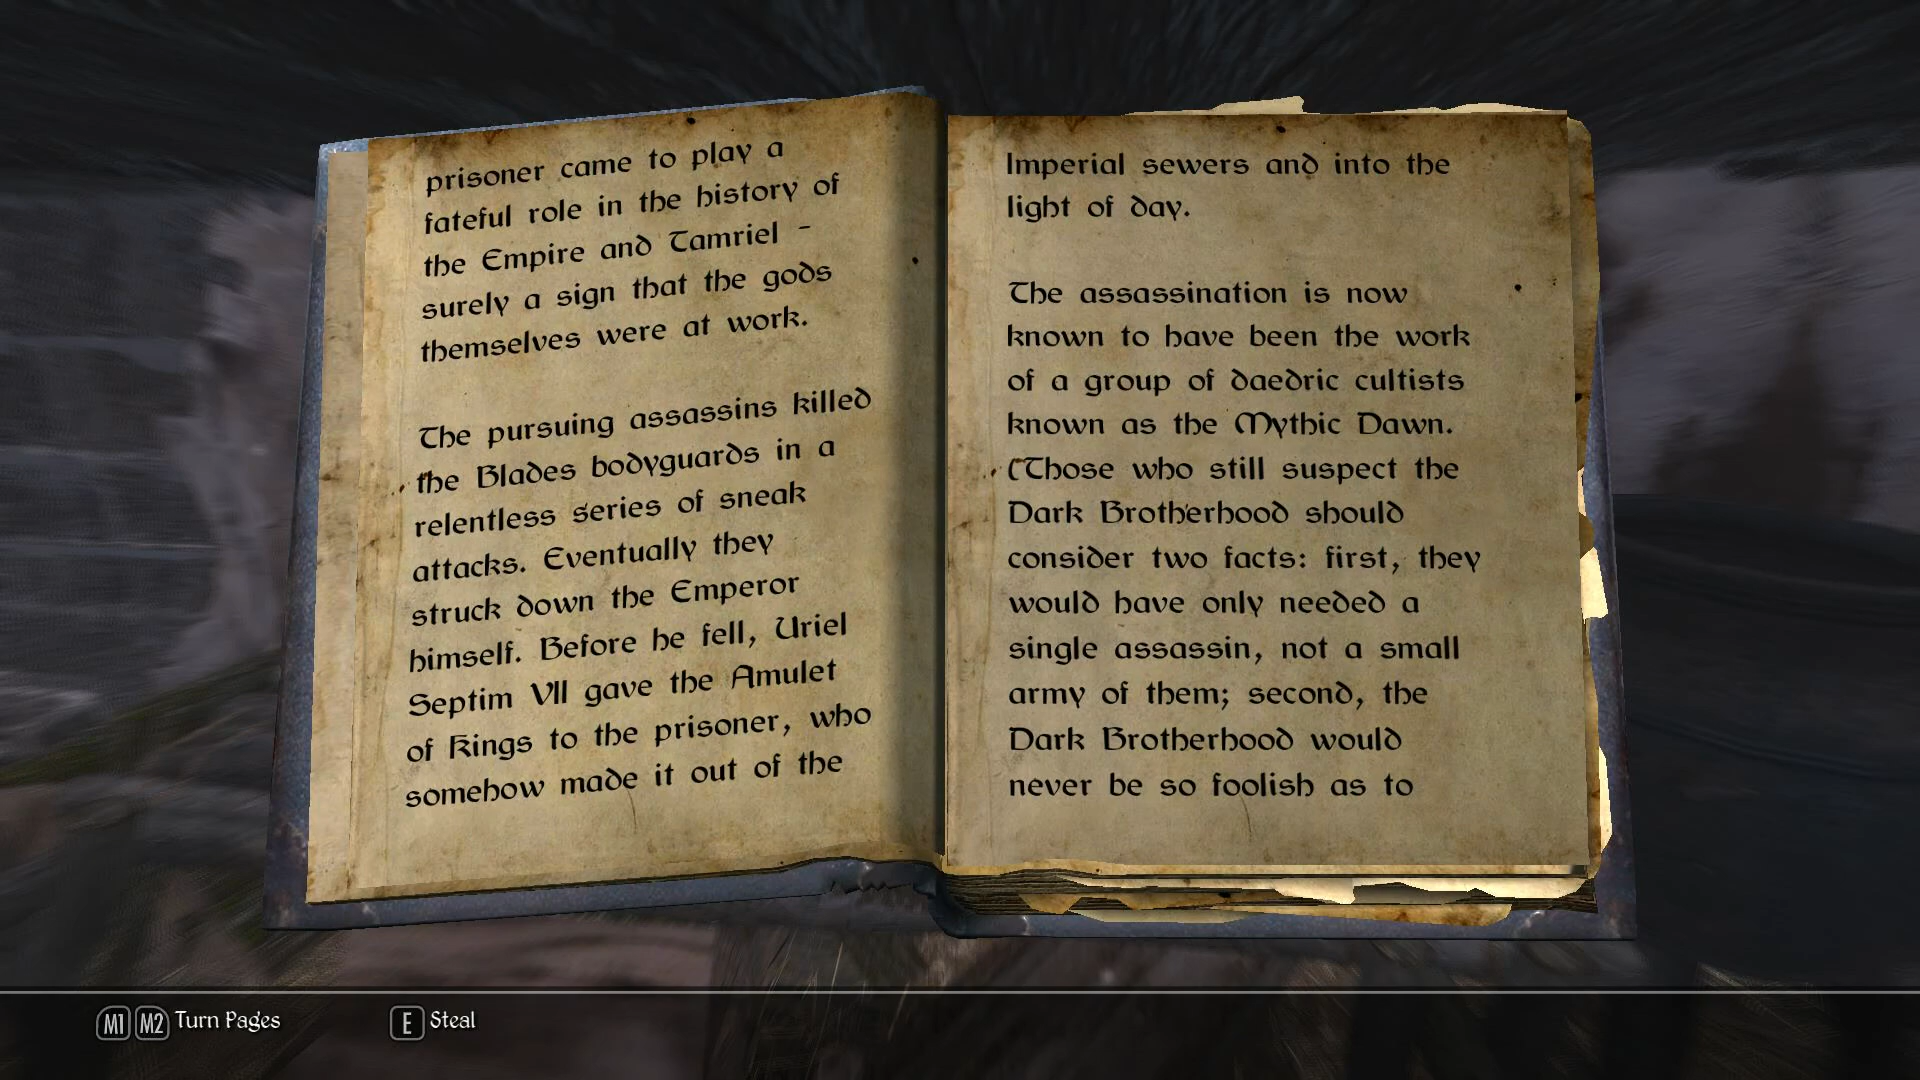 prisoner came to play a
fateful role in the history of
the Empire and Tamriel -
surely a sign that the gods
themselves were at work.
The pursuing assassins killed
the Blades bodyguards in a
relentless series of sneak
attacks. Eventually they
struck down the Emperor
himself. Before he fell, Uriel
Septim VII gave the Amulet
of Kings to the prisoner, who
somehow made it out of the
Imperial sewers and into the
light of day.
The assassination is now
known to have been the work
of a group of daedric cultists
known as the Mythic Dawn.
(Those who still suspect the
Dark Brotherhood should
consider two facts: first, they
would have only needed a
single assassin, not a small
army of them; second, the
Dark Brotherhood would
never be so foolish as to
M1 M2 Turn Pages
E Steal